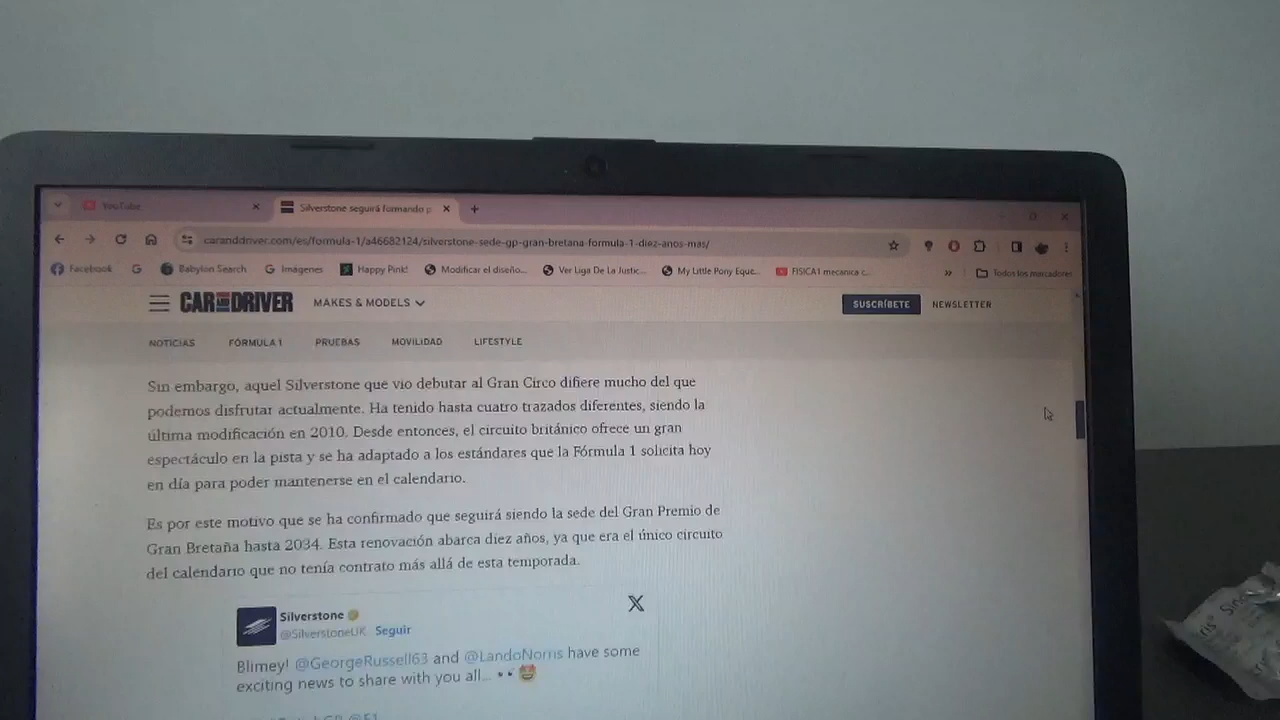 YouTube
Silverstone seguirá formando p
caranddriver.com/es/formula-1/a46682124/silverstone-sede-gp-gran-bretana-formula-1-diez-anos-mas/
Facebook G Babylon Search Imágenes Happy Pink! Modificar el diseño... Ver Liga De La Justic... My Little Pony Eque... FISICA1 mecanica c... » Todos los marcadores
CAR AND DRIVER MAKES & MODELS SUSCRÍBETE NEWSLETTER
NOTICIAS FÓRMULA 1 PRUEBAS MOVILIDAD LIFESTYLE
Sin embargo, aquel Silverstone que vio debutar al Gran Circo difiere mucho del que
podemos disfrutar actualmente. Ha tenido hasta cuatro trazados diferentes, siendo la
última modificación en 2010. Desde entonces, el circuito británico ofrece un gran
espectáculo en la pista y se ha adaptado a los estándares que la Fórmula 1 solicita hoy
en día para poder mantenerse en el calendario.
Es por este motivo que se ha confirmado que seguirá siendo la sede del Gran Premio de
Gran Bretaña hasta 2034. Esta renovación abarca diez años, ya que era el único circuito
del calendario que no tenía contrato más allá de esta temporada.
Silverstone X
@SilverstoneUK Seguir
Blimey! @GeorgeRussell63 and @LandoNorris have some
exciting news to share with you all... 👀🤩
@F1